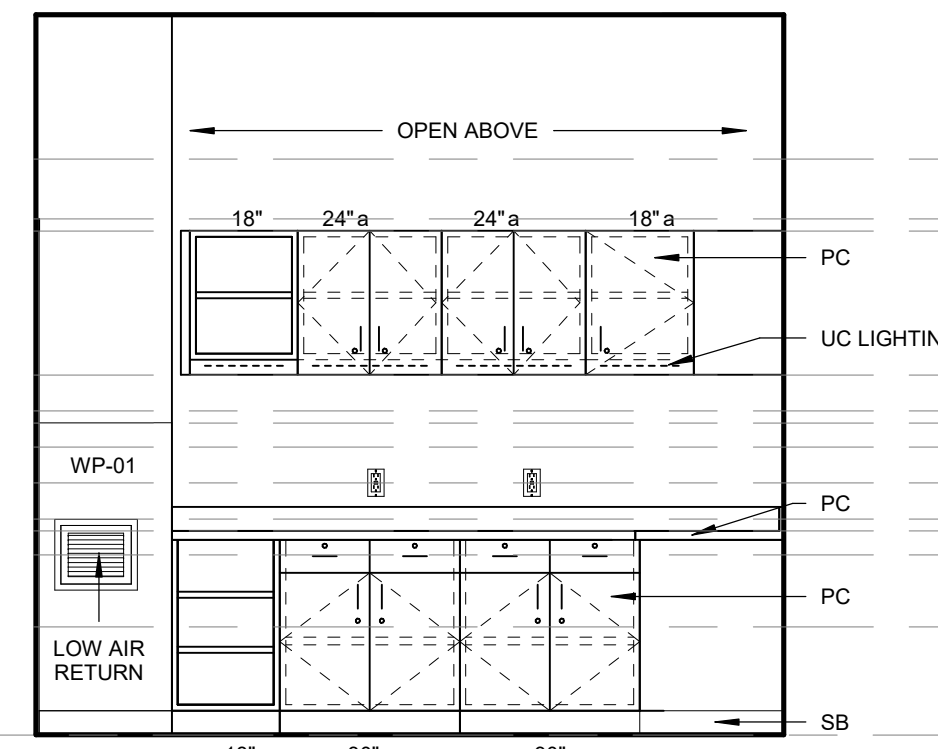 OPEN ABOVE
18" 24" a 24" a 18" a
PC
UC LIGHTIN
WP-01
PC
PC
LOW AIR
RETURN
SB